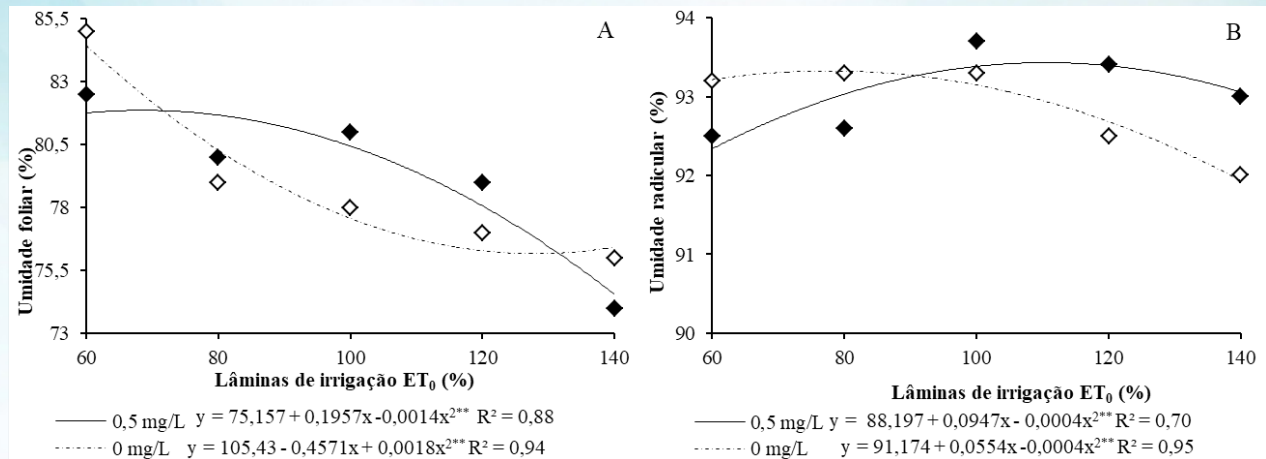 A
85,5
83
80,5
78
75,5
73
Umidade foliar (%)
60 80 100 120 140
Lâminas de irrigação ET₀ (%)
0,5 mg/L y = 75,157 + 0,1957x -0,0014x²** R² = 0,88
0 mg/L y = 105,43 - 0,4571x + 0,0018x²** R² = 0,94
B
94
93
92
91
90
Umidade radicular (%)
60 80 100 120 140
Lâminas de irrigação ET₀ (%)
0,5 mg/L y = 88,197 + 0,0947x - 0,0004x²** R² = 0,70
0 mg/L y = 91,174 + 0,0554x -0,0004x²** R² = 0,95